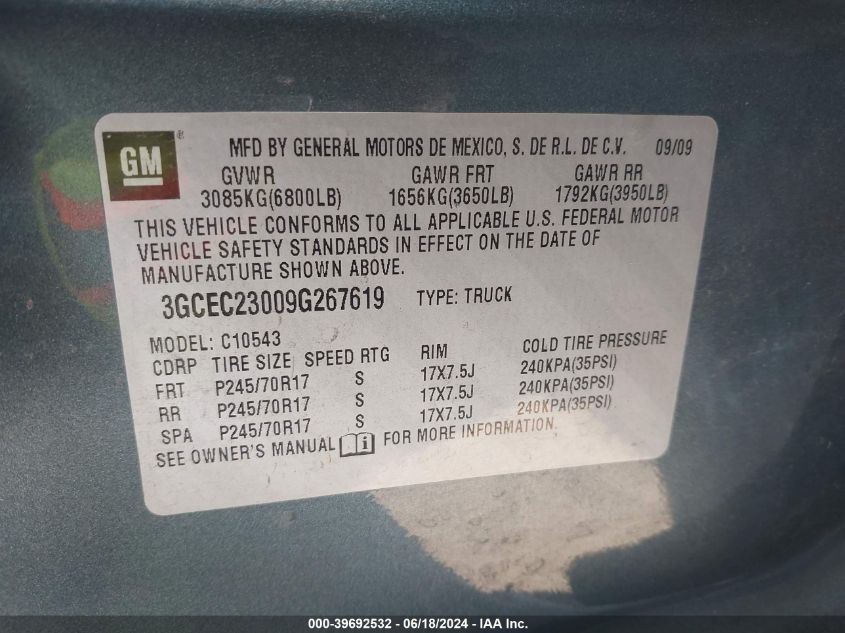 GM ®
MFD BY GENERAL MOTORS DE MEXICO, S. DE R.L. DE C.V. 09/09
GVWR GAWR FRT GAWR RR
3085KG(6800LB) 1656KG(3650LB) 1792KG(3950LB)
THIS VEHICLE CONFORMS TO ALL APPLICABLE U.S. FEDERAL MOTOR
VEHICLE SAFETY STANDARDS IN EFFECT ON THE DATE OF
MANUFACTURE SHOWN ABOVE.
3GCEC23009G267619 TYPE: TRUCK
MODEL: C10543
CDRP TIRE SIZE SPEED RTG RIM COLD TIRE PRESSURE
FRT P245/70R17 S 17X7.5J 240KPA(35PSI)
RR P245/70R17 S 17X7.5J 240KPA(35PSI)
SPA P245/70R17 S 17X7.5J 240KPA(35PSI)
SEE OWNER'S MANUAL i FOR MORE INFORMATION.
000-39692532 - 06/18/2024 - IAA Inc.